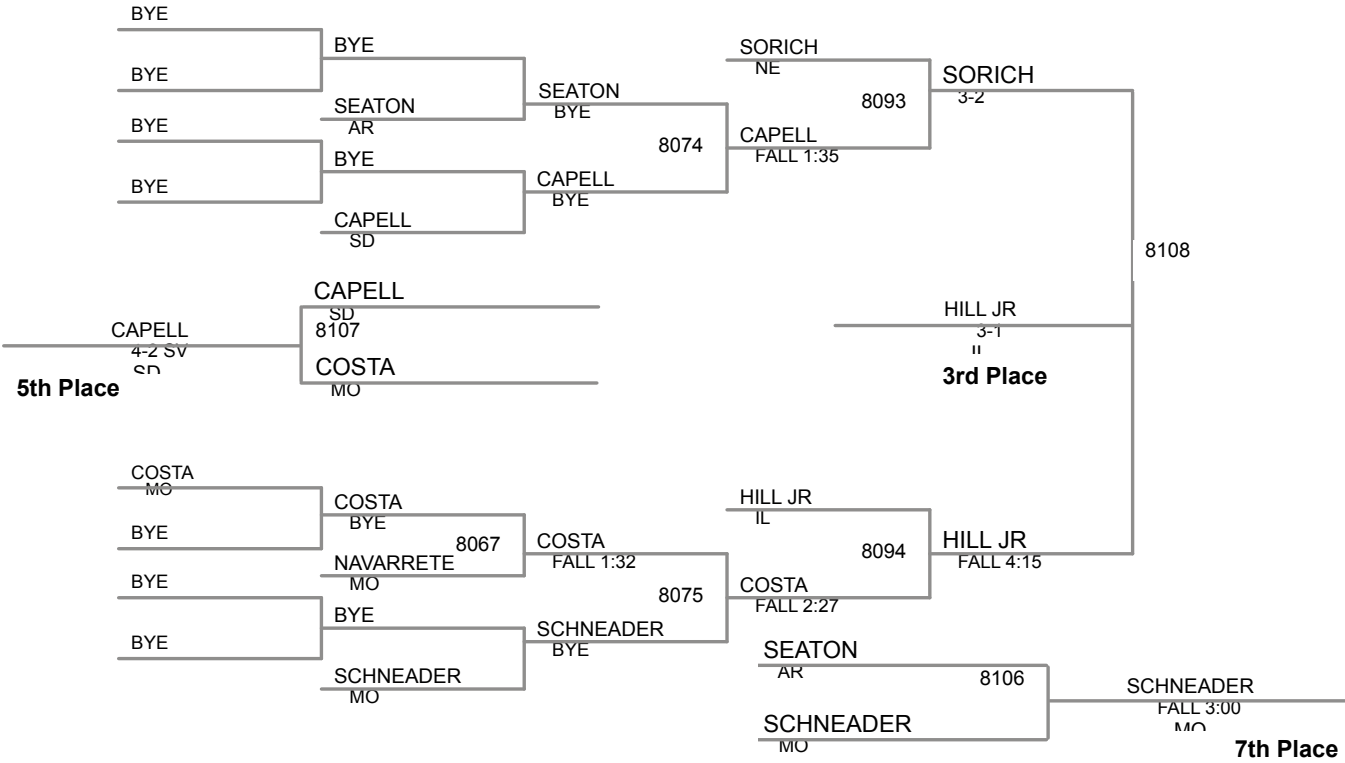 BYE
BYE
BYE
SEATON
AR
SEATON
BYE
BYE
BYE
BYE
CAPELL
SD
CAPELL
BYE
8074
SORICH
NE
CAPELL
FALL 1:35
8093
SORICH
3-2
8108
CAPELL
SD
8107
COSTA
MO
CAPELL
4-2 SV
SD
5th Place
HILL JR
3-1
IL
3rd Place
COSTA
MO
BYE
COSTA
BYE
8067
NAVARRETE
MO
COSTA
FALL 1:32
BYE
BYE
BYE
SCHNEADER
MO
SCHNEADER
BYE
8075
HILL JR
IL
COSTA
FALL 2:27
8094
HILL JR
FALL 4:15
SEATON
AR
8106
SCHNEADER
MO
SCHNEADER
FALL 3:00
MO
7th Place